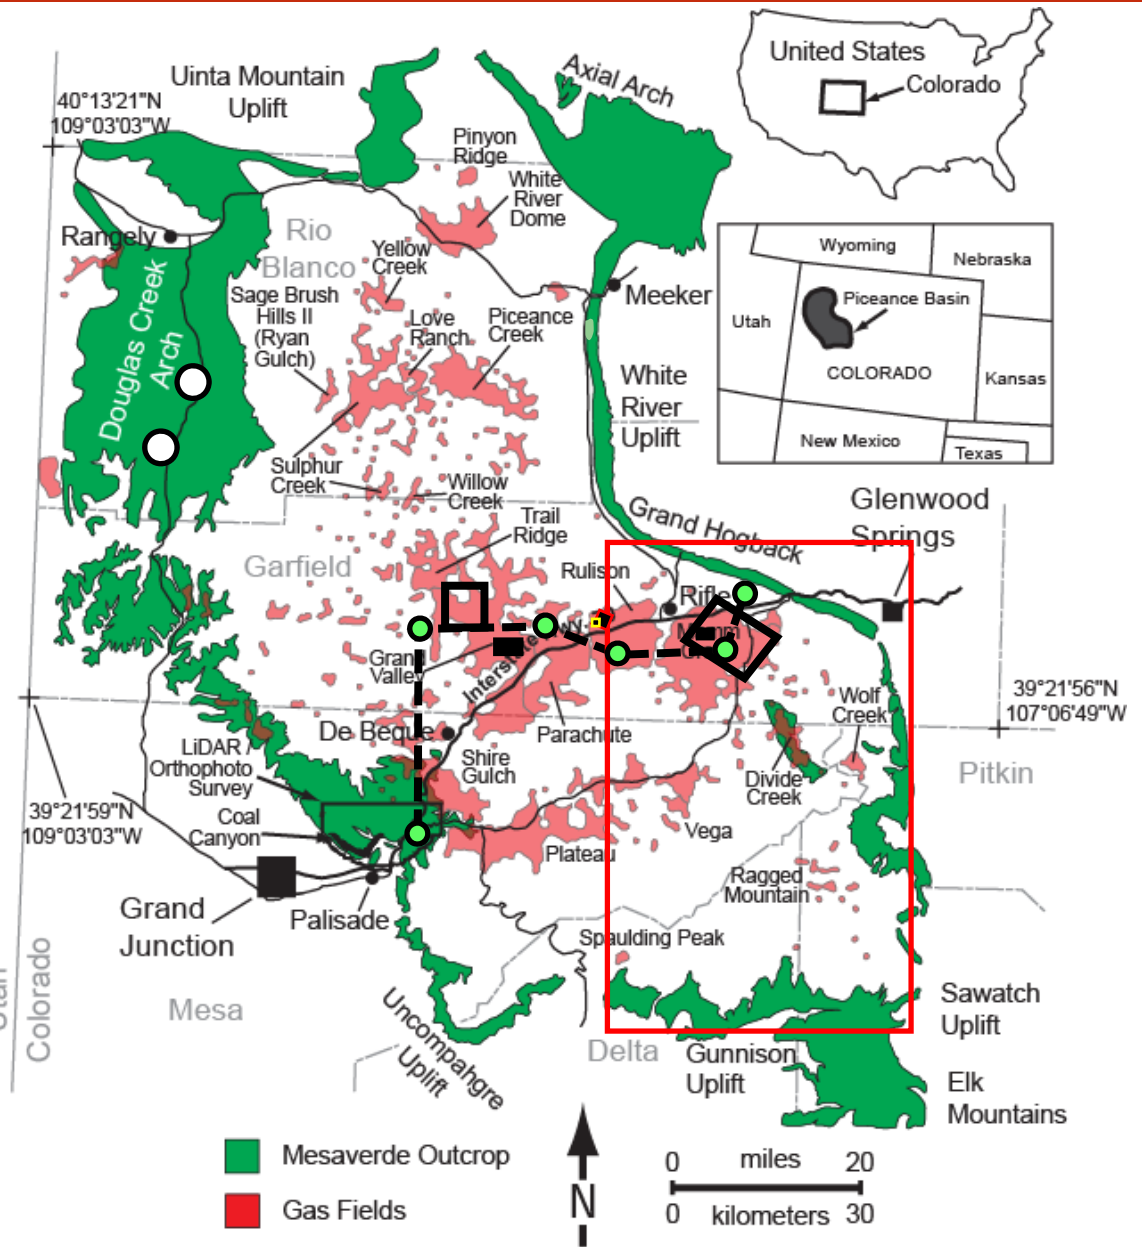 United States
Colorado
Uinta Mountain
Uplift
Axial Arch
40°13'21"N
109°03'03"W
Pinyon
Ridge
White
River
Dome
Rangely
Rio
Blanco
Yellow
Creek
Wyoming
Nebraska
Utah
Piceance Basin
COLORADO
Kansas
New Mexico
Texas
Meeker
Sage Brush
Hills II
(Ryan
Gulch)
Love
Ranch
Piceance
Creek
Douglas Creek
Arch
White
River
Uplift
Sulphur
Creek
Willow
Creek
Trail
Ridge
Grand Hogback
Glenwood
Springs
Garfield
Rulison
Rifle
Grand
Valley
Interstate
39°21'56"N
107°06'49"W
Wolf
Creek
De Beque
Parachute
LiDAR /
Orthophoto
Survey
Shire
Gulch
Divide
Creek
Pitkin
39°21'59"N
109°03'03"W
Coal
Canyon
Vega
Plateau
Ragged
Mountain
Grand
Junction
Palisade
Spaulding Peak
Utah
Colorado
Mesa
Uncompahgre
Uplift
Delta
Gunnison
Uplift
Sawatch
Uplift
Elk
Mountains
Mesaverde Outcrop
Gas Fields
N
0 miles 20
0 kilometers 30